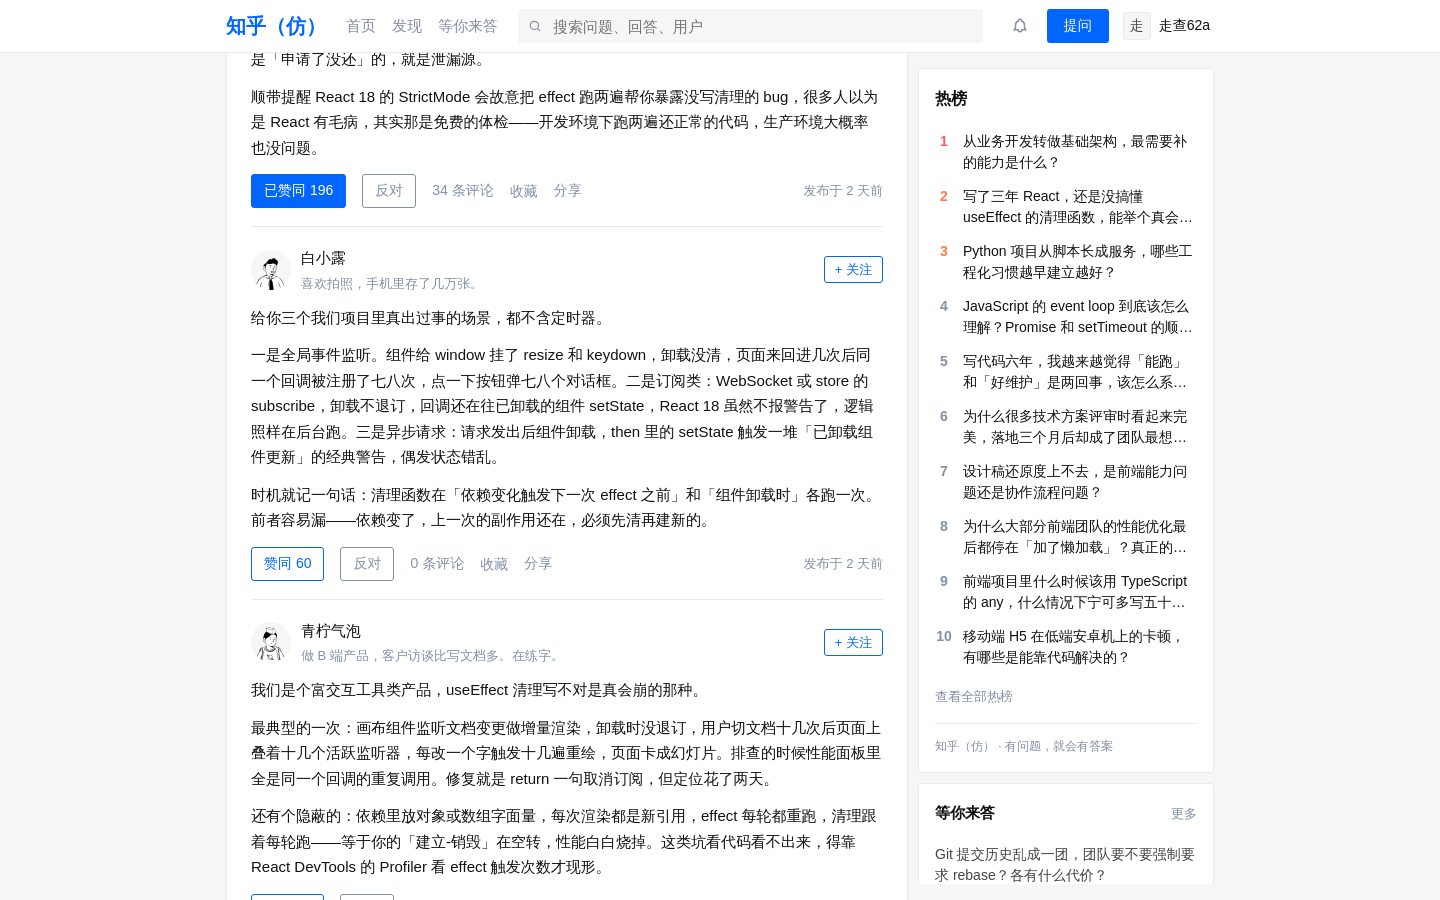 知乎（仿）
首页 发现 等你来答
搜索问题、回答、用户
提问
走 走查62a
是「申请了没还」的，就是泄漏源。
顺带提醒 React 18 的 StrictMode 会故意把 effect 跑两遍帮你暴露没写清理的 bug，很多人以为
是 React 有毛病，其实那是免费的体检——开发环境下跑两遍还正常的代码，生产环境大概率
也没问题。
已赞同 196 反对 34 条评论 收藏 分享 发布于 2 天前
白小露
喜欢拍照，手机里存了几万张。
+ 关注
给你三个我们项目里真出过事的场景，都不含定时器。
一是全局事件监听。组件给 window 挂了 resize 和 keydown，卸载没清，页面来回进几次后同
一个回调被注册了七八次，点一下按钮弹七八个对话框。二是订阅类：WebSocket 或 store 的
subscribe，卸载不退订，回调还在往已卸载的组件 setState，React 18 虽然不报警告了，逻辑
照样在后台跑。三是异步请求：请求发出后组件卸载，then 里的 setState 触发一堆「已卸载组
件更新」的经典警告，偶发状态错乱。
时机就记一句话：清理函数在「依赖变化触发下一次 effect 之前」和「组件卸载时」各跑一次。
前者容易漏——依赖变了，上一次的副作用还在，必须先清再建新的。
赞同 60 反对 0 条评论 收藏 分享 发布于 2 天前
青柠气泡
做 B 端产品，客户访谈比写文档多。在练字。
+ 关注
我们是个富交互工具类产品，useEffect 清理写不对是真会崩的那种。
最典型的一次：画布组件监听文档变更做增量渲染，卸载时没退订，用户切文档十几次后页面上
叠着十几个活跃监听器，每改一个字触发十几遍重绘，页面卡成幻灯片。排查的时候性能面板里
全是同一个回调的重复调用。修复就是 return 一句取消订阅，但定位花了两天。
还有个隐蔽的：依赖里放对象或数组字面量，每次渲染都是新引用，effect 每轮都重跑，清理跟
着每轮跑——等于你的「建立-销毁」在空转，性能白白烧掉。这类坑看代码看不出来，得靠
React DevTools 的 Profiler 看 effect 触发次数才现形。
热榜
1 从业务开发转做基础架构，最需要补
的能力是什么？
2 写了三年 React，还是没搞懂
useEffect 的清理函数，能举个真会…
3 Python 项目从脚本长成服务，哪些工
程化习惯越早建立越好？
4 JavaScript 的 event loop 到底该怎么
理解？Promise 和 setTimeout 的顺…
5 写代码六年，我越来越觉得「能跑」
和「好维护」是两回事，该怎么系…
6 为什么很多技术方案评审时看起来完
美，落地三个月后却成了团队最想…
7 设计稿还原度上不去，是前端能力问
题还是协作流程问题？
8 为什么大部分前端团队的性能优化最
后都停在「加了懒加载」？真正的…
9 前端项目里什么时候该用 TypeScript
的 any，什么情况下宁可多写五十…
10 移动端 H5 在低端安卓机上的卡顿，
有哪些是能靠代码解决的？
查看全部热榜
知乎（仿） · 有问题，就会有答案
等你来答 更多
Git 提交历史乱成一团，团队要不要强制要
求 rebase？各有什么代价？